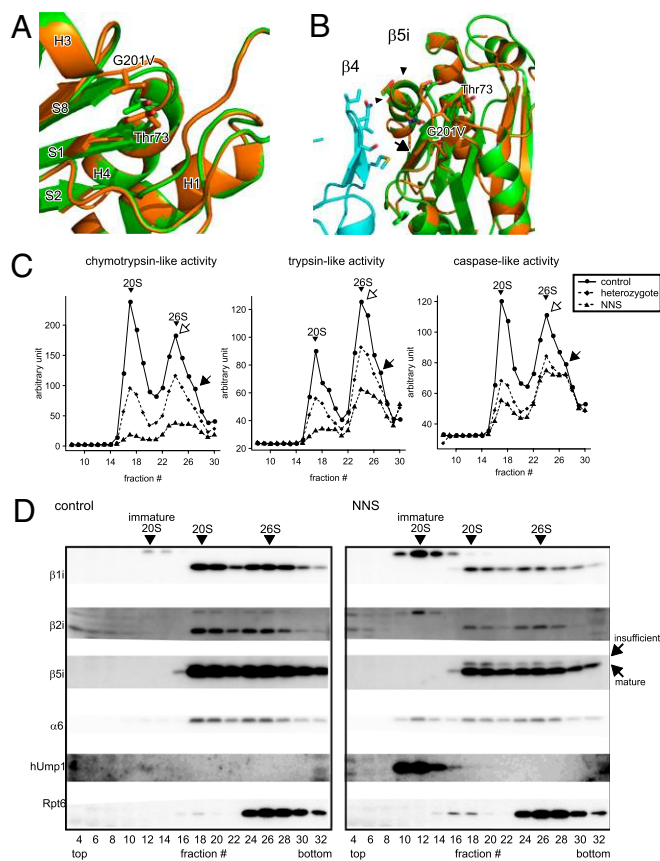 A
H3
G201V
S8
Thr73
S1
H4
H1
S2
B
β5i
β4
Thr73
G201V
C
chymotrypsin-like activity
trypsin-like activity
caspase-like activity
control
heterozygote
NNS
20S
26S
arbitrary unit
200
150
100
50
0
10 14 18 22 26 30
fraction #
20S
26S
arbitrary unit
120
100
80
60
40
20
10 14 18 22 26 30
fraction #
20S
26S
arbitrary unit
120
100
80
60
40
10 14 18 22 26 30
fraction #
D
control
NNS
immature
20S
20S
26S
immature
20S
20S
26S
β1i
β2i
β5i
α6
hUmp1
Rpt6
insufficient
mature
4 6 8 10 12 14 16 18 20 22 24 26 28 30 32
top
fraction #
bottom
4 6 8 10 12 14 16 18 20 22 24 26 28 30 32
top
fraction #
bottom